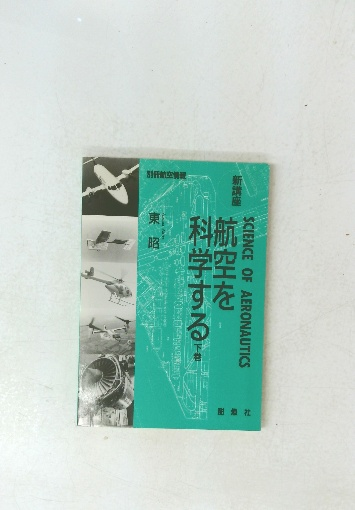 別冊航空情報
新講座
SCIENCE OF AERONAUTICS
航空を
科学する 下巻
東 昭
酣燈社